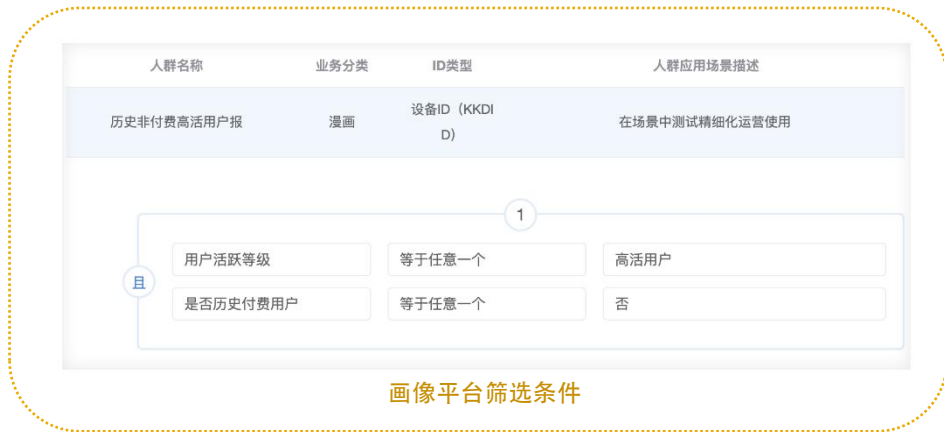 人群名称 业务分类 ID类型 人群应用场景描述
历史非付费高活用户报 漫画 设备ID（KKDI
D） 在场景中测试精细化运营使用
1
用户活跃等级 等于任意一个 高活用户
且
是否历史付费用户 等于任意一个 否
画像平台筛选条件